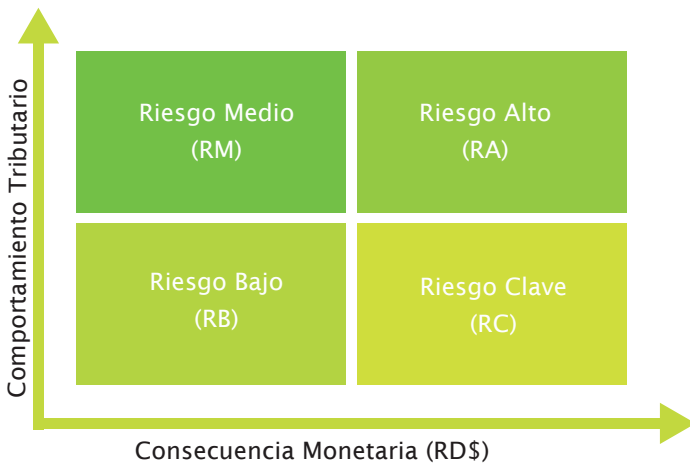 Comportamiento Tributario
Riesgo Medio
(RM)
Riesgo Alto
(RA)
Riesgo Bajo
(RB)
Riesgo Clave
(RC)
Consecuencia Monetaria (RD$)